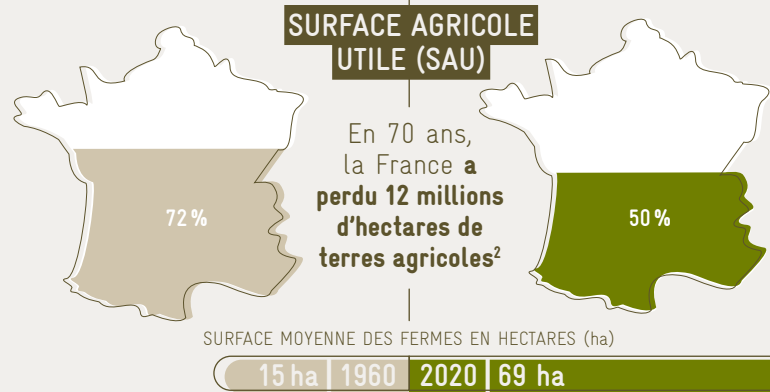 SURFACE AGRICOLE
UTILE (SAU)
72 %
En 70 ans,
la France a
perdu 12 millions
d'hectares de
terres agricoles²
50 %
SURFACE MOYENNE DES FERMES EN HECTARES (ha)
15 ha | 1960 2020 | 69 ha